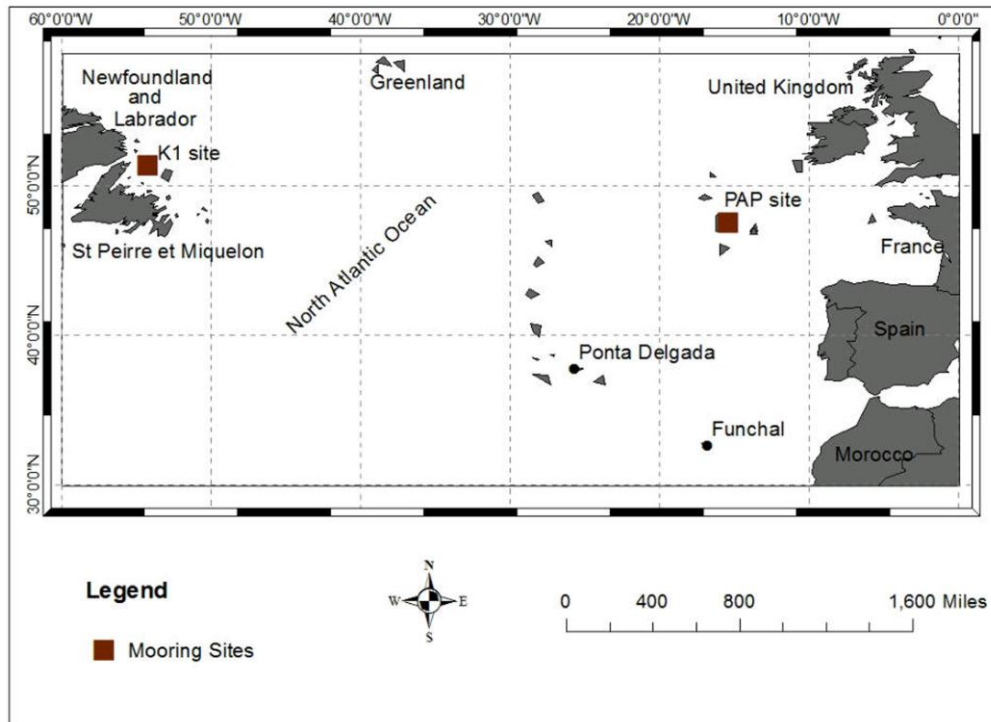 60°0'0"W 50°0'0"W 40°0'0"W 30°0'0"W 20°0'0"W 10°0'0"W 0°0'0"
Newfoundland
and
Labrador
Greenland
United Kingdom
K1 site
50°0'0"N
PAP site
St Peirre et Miquelon
North Atlantic Ocean
France
40°0'0"N
Spain
Ponta Delgada
Funchal
Morocco
30°0'0"N
Legend
N
W E
S
0 400 800 1,600 Miles
Mooring Sites